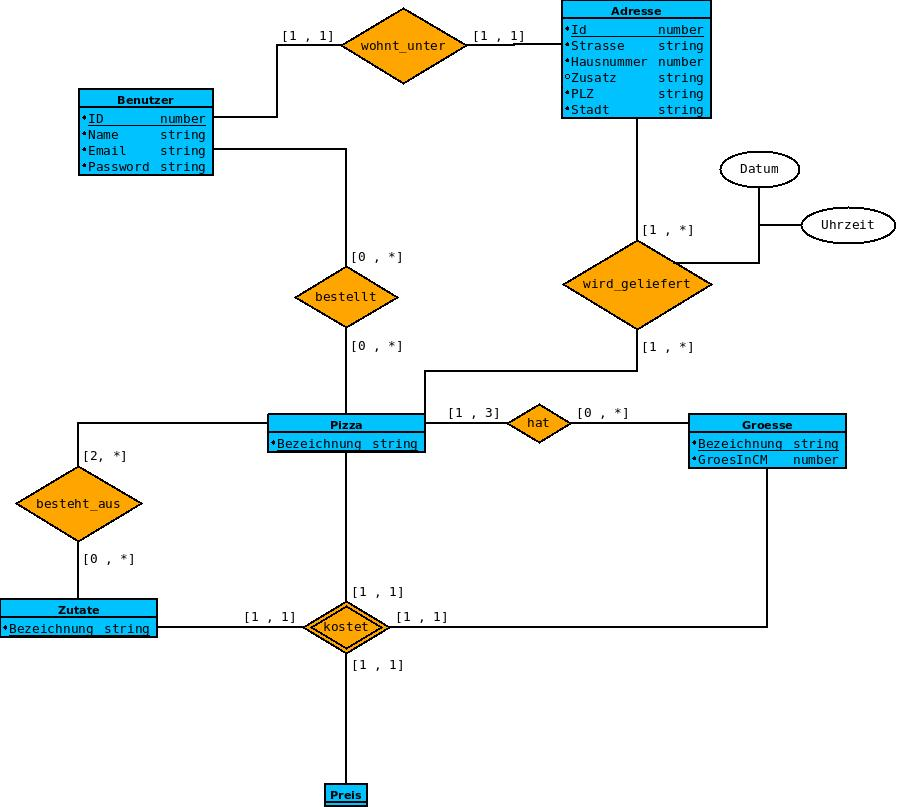 Adresse
Id number
Strasse string
Hausnummer number
Zusatz string
PLZ string
Stadt string
[1 , 1]
wohnt_unter
[1 , 1]
Benutzer
ID number
Name string
Email string
Password string
Datum
Uhrzeit
[1 , *]
wird_geliefert
[1 , *]
[0 , *]
bestellt
[0 , *]
Pizza
Bezeichnung string
[1 , 3]
hat
[0 , *]
Groesse
Bezeichnung string
GroesInCM number
[2, *]
besteht_aus
[0 , *]
Zutate
Bezeichnung string
[1 , 1]
[1 , 1]
kostet
[1 , 1]
[1 , 1]
Preis